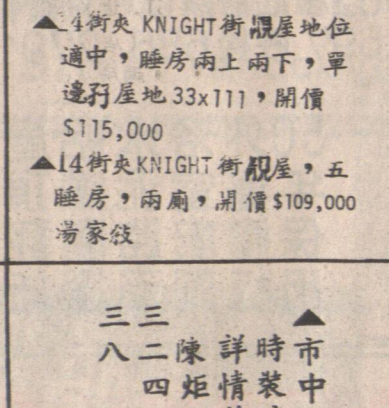 ▲14街夾 KNIGHT街靚屋地位
適中，睡房兩上兩下，單
邊孖屋地33x111，開價
$115,000
▲14街夾KNIGHT街靚屋，五
睡房，兩廁，開價$109,000
湯家
▲市中
時裝
詳情
陳炬
三二四
三八